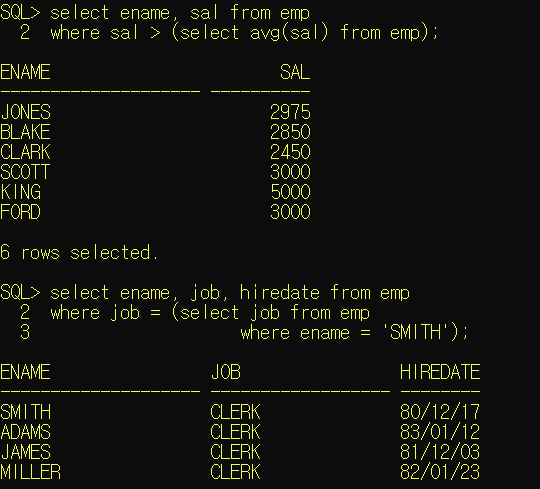 SQL> select ename, sal from emp
  2  where sal > (select avg(sal) from emp);
ENAME                       SAL
-------------------- ----------
JONES                      2975
BLAKE                      2850
CLARK                      2450
SCOTT                      3000
KING                       5000
FORD                       3000
6 rows selected.
SQL> select ename, job, hiredate from emp
  2  where job = (select job from emp
  3                     where ename = 'SMITH');
ENAME                JOB                HIREDATE
-------------------- ------------------ --------
SMITH                CLERK              80/12/17
ADAMS                CLERK              83/01/12
JAMES                CLERK              81/12/03
MILLER               CLERK              82/01/23